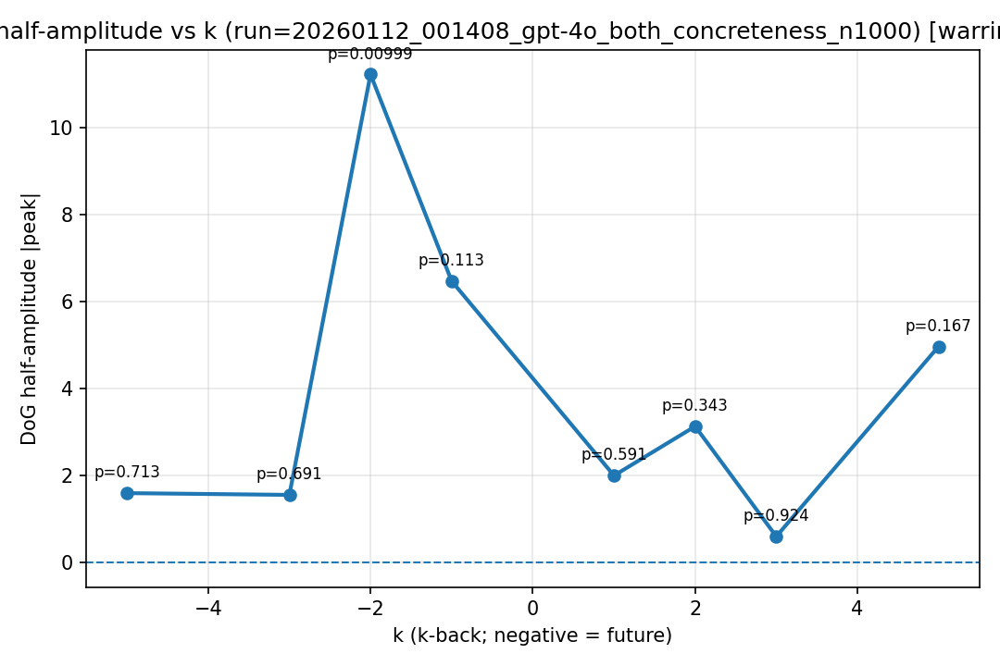 half-amplitude vs k (run=20260112_001408_gpt-4o_both_concreteness_n1000) [warri
p=0.00999
10
p=0.113
8
DoG half-amplitude |peak|
6
p=0.167
4
p=0.343
p=0.591
p=0.713
p=0.691
2
p=0.924
0
−4
−2
0
2
4
k (k-back; negative = future)